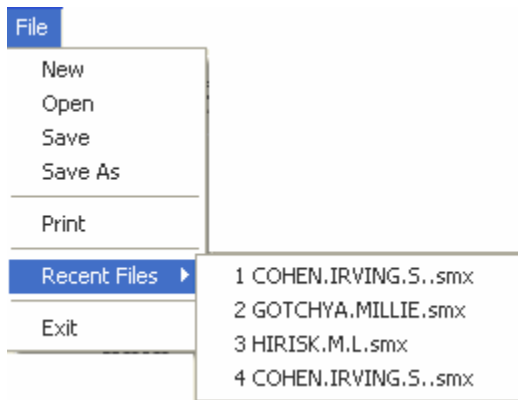 File
New
Open
Save
Save As
Print
Recent Files
1 COHEN.IRVING.S..smx
2 GOTCHYA.MILLIE.smx
3 HIRISK.M.L.smx
4 COHEN.IRVING.S..smx
Exit